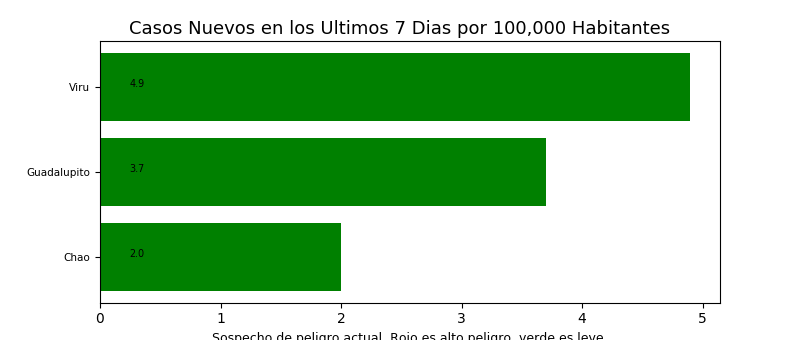 Casos Nuevos en los Ultimos 7 Dias por 100,000 Habitantes
Viru
4.9
Guadalupito
3.7
Chao
2.0
0 1 2 3 4 5
Sospecho de peligro actual. Rojo es alto peligro, verde es leve